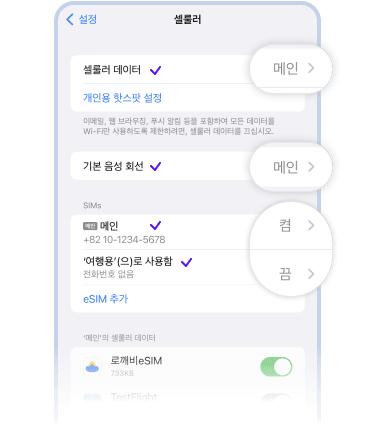 설정
셀룰러
셀룰러 데이터
메인
개인용 핫스팟 설정
이메일, 웹 브라우징, 푸시 알림 등을 포함하여 모든 데이터를
Wi-Fi만 사용하도록 제한하려면, 셀룰러 데이터를 끄십시오.
기본 음성 회선
메인
SIMs
메인 메인
켬
+82 10-1234-5678
‘여행용’(으)로 사용함
끔
전화번호 없음
eSIM 추가
‘메인’의 셀룰러 데이터
로깨비eSIM
733KB
TestFlight